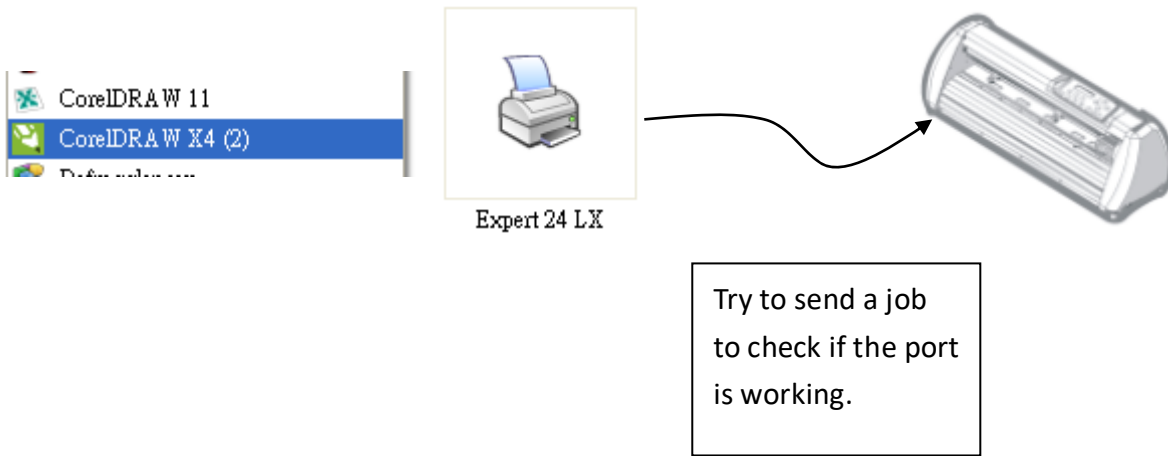 CorelDRAW 11
CorelDRAW X4 (2)
Expert 24 LX
Try to send a job
to check if the port
is working.